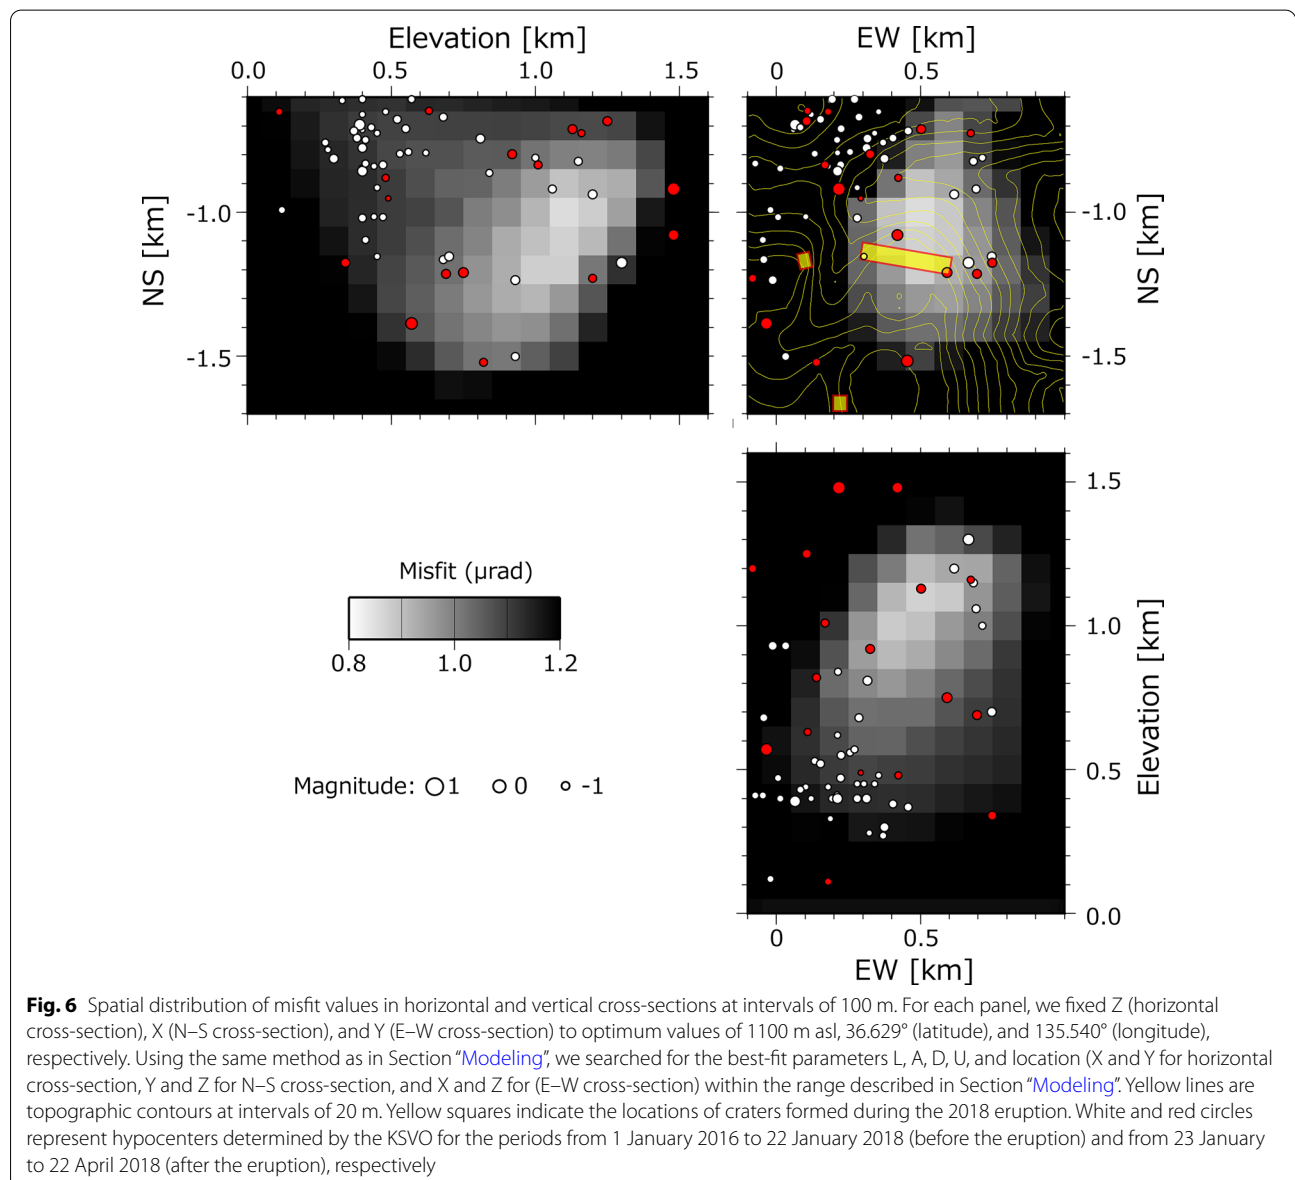 Elevation [km]
EW [km]
0.0 0.5 1.0 1.5
0 0.5
NS [km]
-1.0
-1.5
-1.0
-1.5
NS [km]
Misfit (μrad)
0.8 1.0 1.2
Magnitude: 1 0 -1
1.5
1.0
0.5
0.0
Elevation [km]
0 0.5
EW [km]
Fig. 6 Spatial distribution of misfit values in horizontal and vertical cross-sections at intervals of 100 m. For each panel, we fixed Z (horizontal
cross-section), X (N–S cross-section), and Y (E–W cross-section) to optimum values of 1100 m asl, 36.629° (latitude), and 135.540° (longitude),
respectively. Using the same method as in Section “Modeling”, we searched for the best-fit parameters L, A, D, U, and location (X and Y for horizontal
cross-section, Y and Z for N–S cross-section, and X and Z for (E–W cross-section) within the range described in Section “Modeling”. Yellow lines are
topographic contours at intervals of 20 m. Yellow squares indicate the locations of craters formed during the 2018 eruption. White and red circles
represent hypocenters determined by the KSVO for the periods from 1 January 2016 to 22 January 2018 (before the eruption) and from 23 January
to 22 April 2018 (after the eruption), respectively